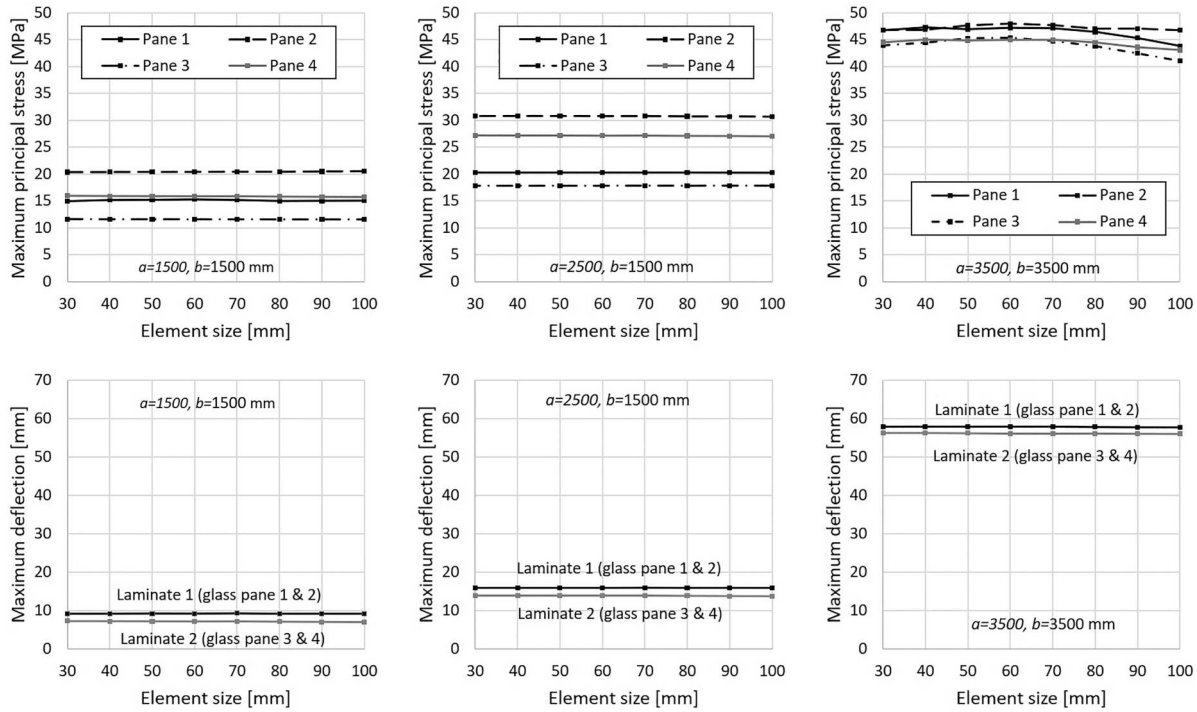 Maximum principal stress [MPa]
50
45
40
35
30
25
20
15
10
5
0
Pane 1
Pane 2
Pane 3
Pane 4
a=1500, b=1500 mm
30 40 50 60 70 80 90 100
Element size [mm]
Maximum principal stress [MPa]
50
45
40
35
30
25
20
15
10
5
0
Pane 1
Pane 2
Pane 3
Pane 4
a=2500, b=1500 mm
30 40 50 60 70 80 90 100
Element size [mm]
Maximum principal stress [MPa]
50
45
40
35
30
25
20
15
10
5
0
Pane 1
Pane 2
Pane 3
Pane 4
a=3500, b=3500 mm
30 40 50 60 70 80 90 100
Element size [mm]
Maximum deflection [mm]
70
60
50
40
30
20
10
0
a=1500, b=1500 mm
Laminate 1 (glass pane 1 & 2)
Laminate 2 (glass pane 3 & 4)
30 40 50 60 70 80 90 100
Element size [mm]
Maximum deflection [mm]
70
60
50
40
30
20
10
0
a=2500, b=1500 mm
Laminate 1 (glass pane 1 & 2)
Laminate 2 (glass pane 3 & 4)
30 40 50 60 70 80 90 100
Element size [mm]
Maximum deflection [mm]
70
60
50
40
30
20
10
0
Laminate 1 (glass pane 1 & 2)
Laminate 2 (glass pane 3 & 4)
a=3500, b=3500 mm
30 40 50 60 70 80 90 100
Element size [mm]